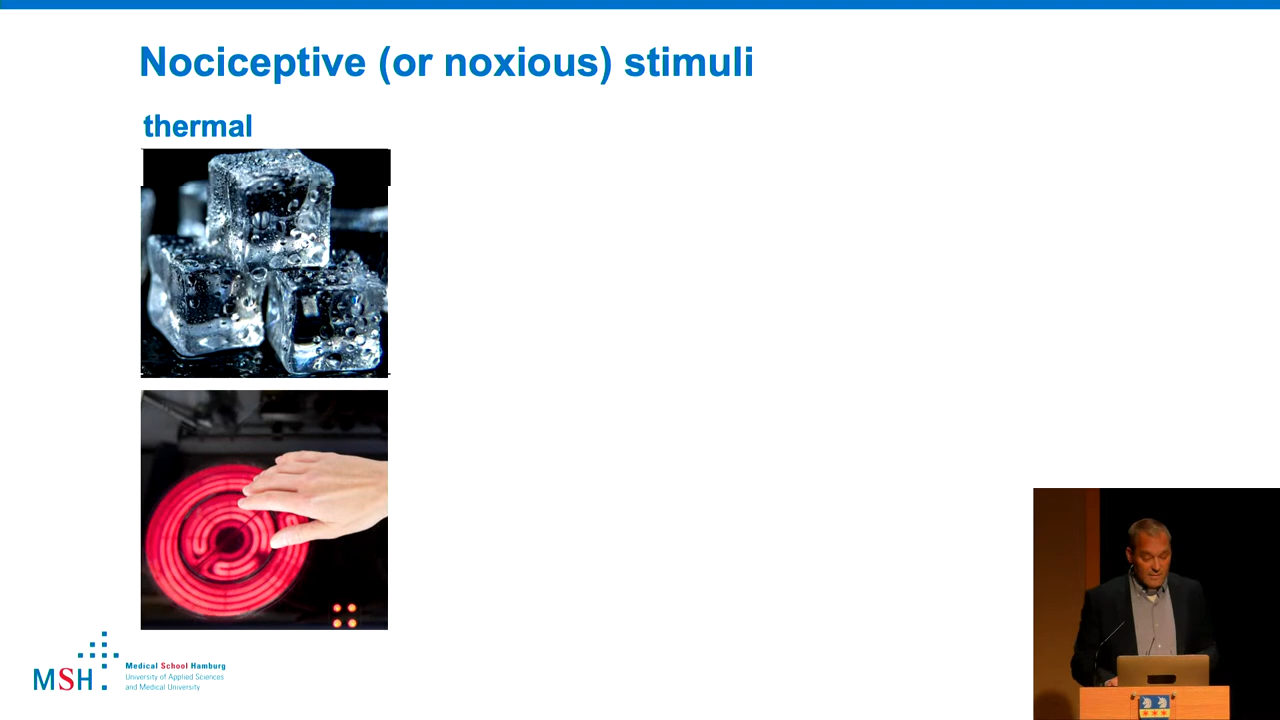 Nociceptive (or noxious) stimuli
thermal
MSH
Medical School Hamburg
University of Applied Sciences
and Medical University